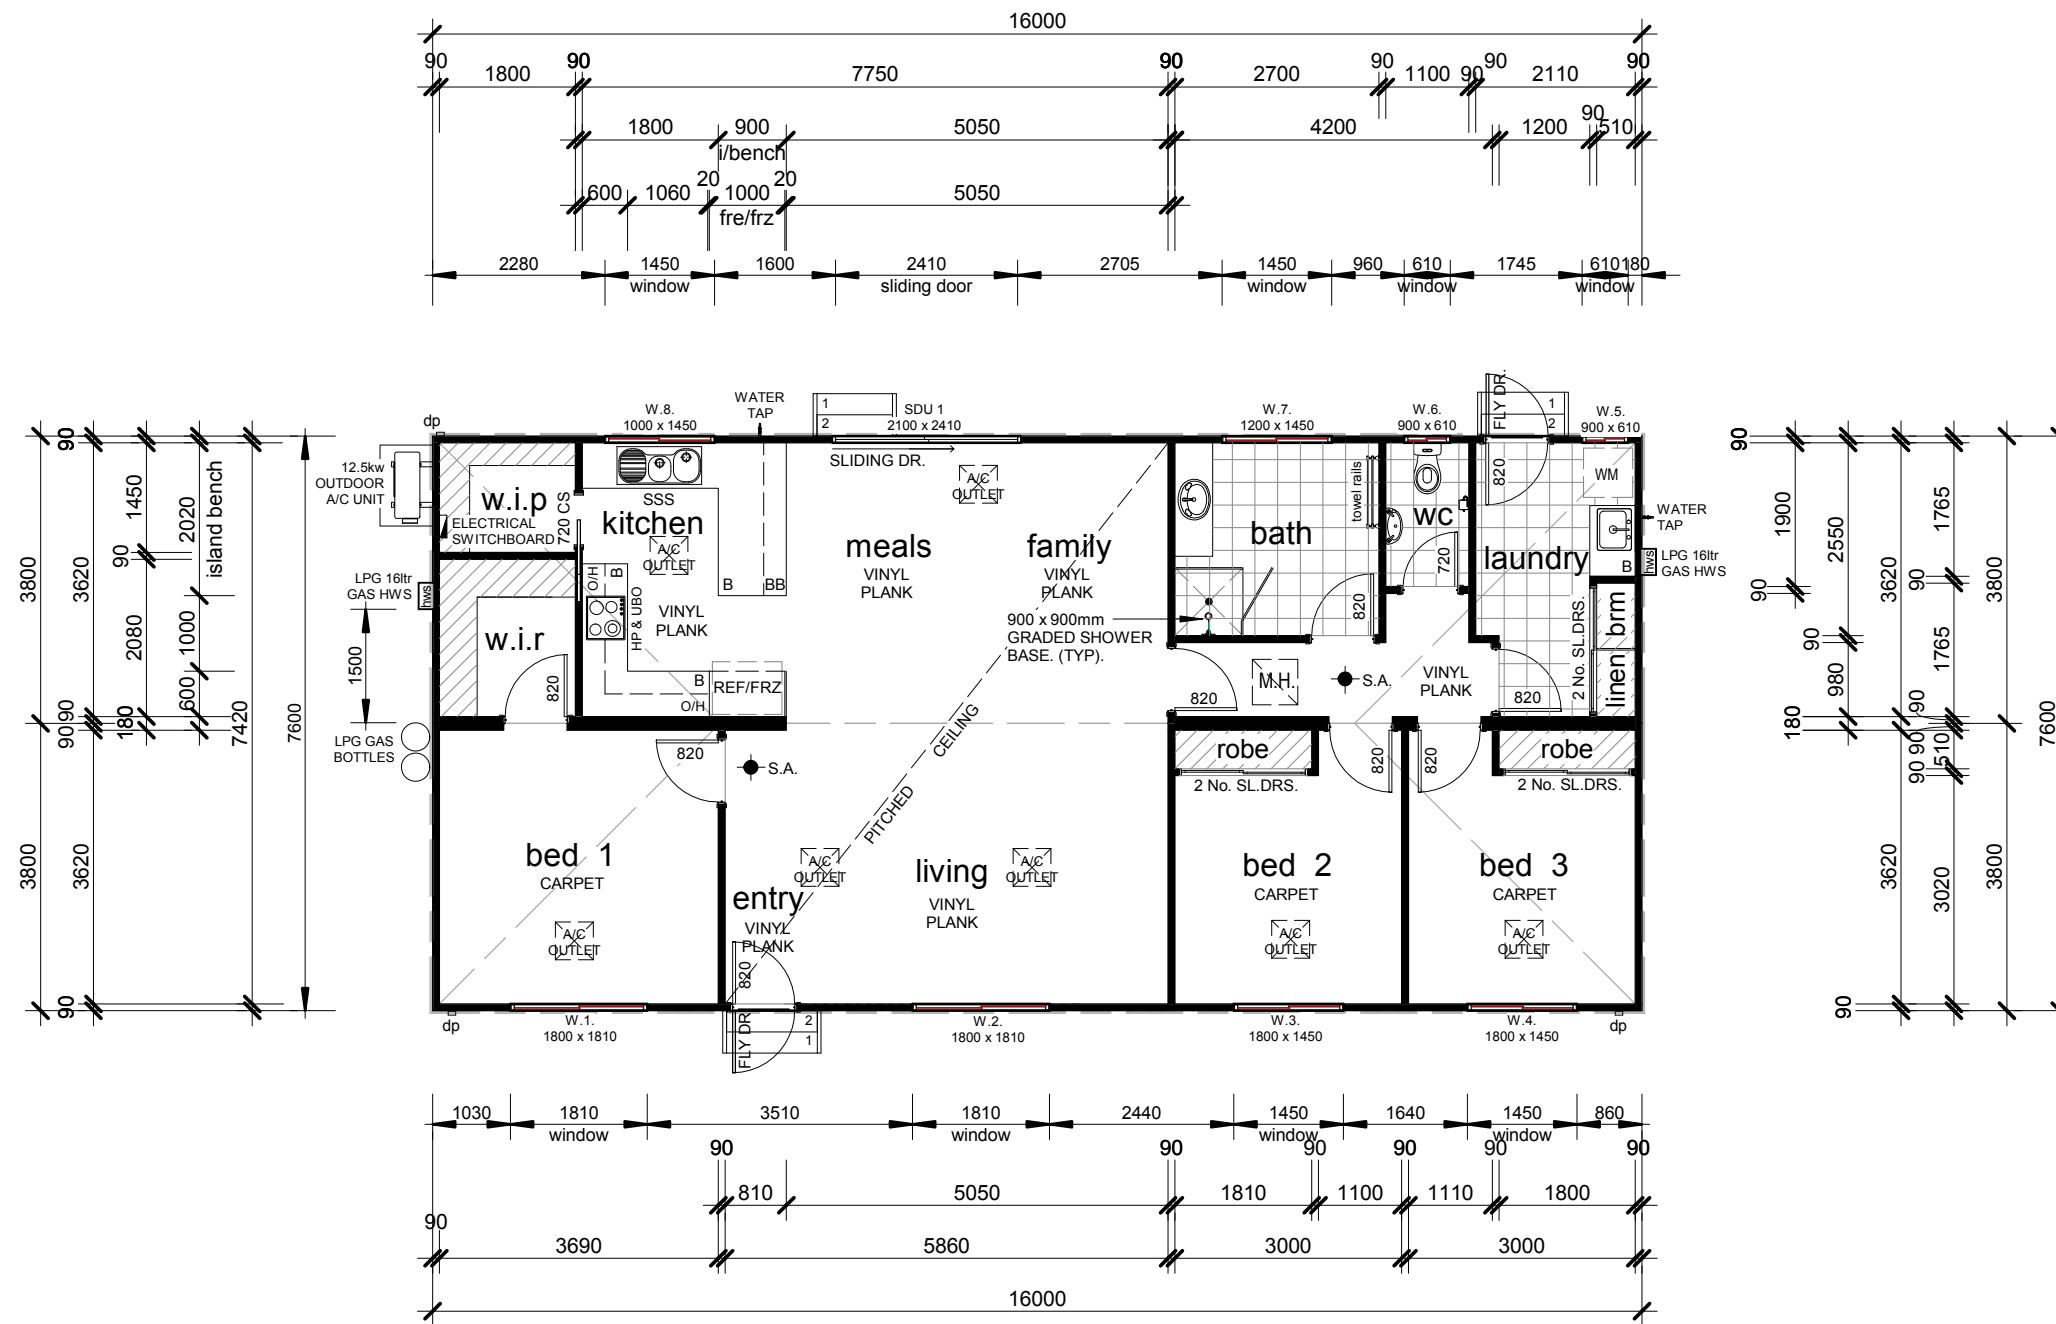 16000
90 1800 90 7750 90 2700 90 1100 90 90 2110 90
1800 900 5050 4200 1200 90 510
i/bench
600 1060 20 1000 20 5050
fre/frz
2280 1450 1600 2410 2705 1450 960 610 1745 610 180
window sliding door window window window
WATER
TAP
FLY DR.
dp
W.8.
1000 x 1450
1
2
SDU 1
2100 x 2410
W.7.
1200 x 1450
W.6.
900 x 610
1
2
W.5.
900 x 610
12.5kw
OUTDOOR
A/C UNIT
w.i.p
ELECTRICAL
SWITCHBOARD
720 CS
SSS
kitchen
A/C
OUTLET
SLIDING DR.
A/C
OUTLET
meals
VINYL
PLANK
family
VINYL
PLANK
bath
towel rails
wc
720
820
laundry
820
WM
B
WATER
TAP
LPG 16ltr
GAS HWS
hws
LPG 16ltr
GAS HWS
hws
w.i.r
820
O/H
B
HP & UBO
VINYL
PLANK
B
BB
B
O/H
REF/FRZ
900 x 900mm
GRADED SHOWER
BASE. (TYP).
820
M.H.
S.A.
VINYL
PLANK
820
2 No. SL.DRS.
linen
brm
LPG GAS
BOTTLES
820
S.A.
PITCHED
CEILING
robe
2 No. SL.DRS.
820
820
robe
2 No. SL.DRS.
bed 1
CARPET
A/C
OUTLET
A/C
OUTLET
entry
VINYL
PLANK
living
VINYL
PLANK
A/C
OUTLET
bed 2
CARPET
A/C
OUTLET
bed 3
CARPET
A/C
OUTLET
820
FLY DR.
2
1
dp
W.1.
1800 x 1810
W.2.
1800 x 1810
W.3.
1800 x 1450
W.4.
1800 x 1450
dp
3800
3800
90
3620
90
90
3620
90
1450
90
2080
180
2020
island bench
1000
600
7420
1500
7600
90
1900
90
180
2550
90
980
90
3620
90
90
3620
1765
90
1765
510
90
3020
3800
3800
7600
1030 1810 3510 1810 2440 1450 1640 1450 860
window window window window
90 90 90 90 90 90
810 5050 1810 1100 1110 1800
90
3690 5860 3000 3000
16000